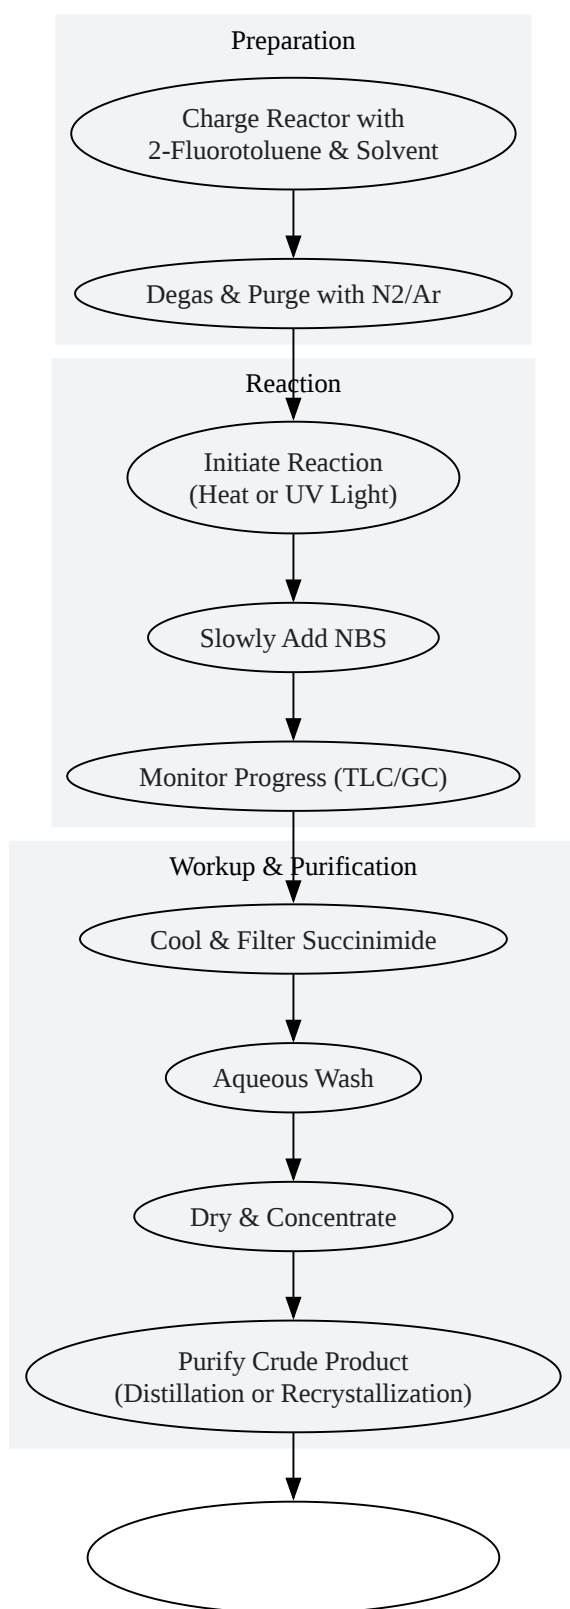 Preparation
Charge Reactor with
2-Fluorotoluene & Solvent
Degas & Purge with N2/Ar
Reaction
Initiate Reaction
(Heat or UV Light)
Slowly Add NBS
Monitor Progress (TLC/GC)
Workup & Purification
Cool & Filter Succinimide
Aqueous Wash
Dry & Concentrate
Purify Crude Product
(Distillation or Recrystallization)